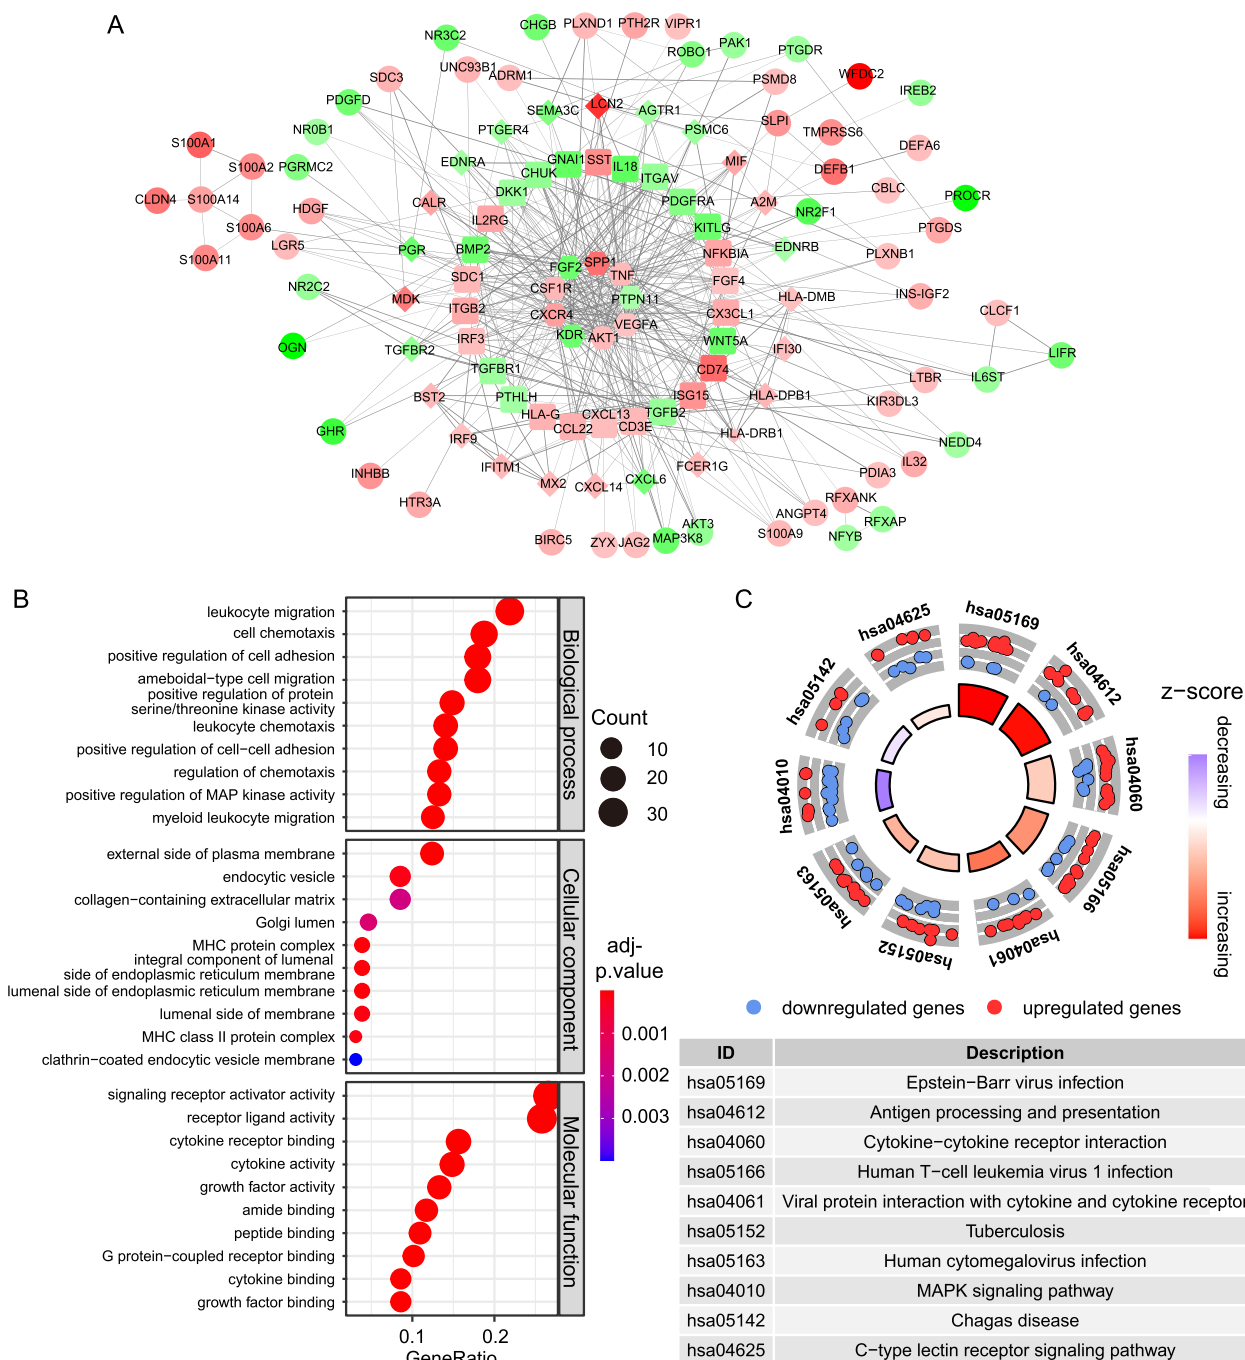 A
CHGB
PLXND1
PTH2R
VIPR1
NR3C2
ROBO1
PAK1
PTGDR
UNC93B1
ADRM1
SDC3
PSMD8
WFDC2
IREB2
PDGFD
SEMA3C
LCN2
AGTR1
SLPI
TMPRSS6
NR0B1
PTGER4
PSMC6
DEFA6
S100A1
EDNRA
GNAI1
SST
IL18
MIF
DEFB1
S100A2
PGRMC2
CHUK
ITGAV
CBLC
CLDN4
S100A14
DKK1
PDGFRA
A2M
PROCR
HDGF
CALR
IL2RG
KITLG
NR2F1
S100A6
PTGDS
LGR5
PGR
BMP2
NFKBIA
EDNRB
PLXNB1
S100A11
FGF2
SPP1
TNF
SDC1
FGF4
NR2C2
MDK
CSF1R
PTPN11
HLA-DMB
INS-IGF2
ITGB2
CXCR4
VEGFA
CX3CL1
CLCF1
OGN
TGFBR2
IRF3
KDR
AKT1
WNT5A
IFI30
LIFR
TGFBR1
CD74
LTBR
IL6ST
BST2
PTHLH
ISG15
HLA-DPB1
KIR3DL3
HLA-G
CXCL13
TGFB2
GHR
IRF9
CCL22
CD3E
HLA-DRB1
NEDD4
INHBB
IFITM1
MX2
CXCL14
CXCL6
FCER1G
PDIA3
IL32
HTR3A
RFXANK
ANGPT4
RFXAP
BIRC5
ZYX
JAG2
MAP3K8
AKT3
S100A9
NFYB
B
leukocyte migration
cell chemotaxis
positive regulation of cell adhesion
ameboidal−type cell migration
positive regulation of protein
serine/threonine kinase activity
leukocyte chemotaxis
positive regulation of cell−cell adhesion
regulation of chemotaxis
positive regulation of MAP kinase activity
myeloid leukocyte migration
Biological process
external side of plasma membrane
endocytic vesicle
collagen−containing extracellular matrix
Golgi lumen
MHC protein complex
integral component of lumenal
side of endoplasmic reticulum membrane
lumenal side of endoplasmic reticulum membrane
lumenal side of membrane
MHC class II protein complex
clathrin−coated endocytic vesicle membrane
Cellular component
signaling receptor activator activity
receptor ligand activity
cytokine receptor binding
cytokine activity
growth factor activity
amide binding
peptide binding
G protein−coupled receptor binding
cytokine binding
growth factor binding
Molecular function
0.1
0.2
GeneRatio
Count
10
20
30
adj-
p.value
0.001
0.002
0.003
C
hsa05169
hsa04612
hsa04060
hsa05166
hsa04061
hsa05152
hsa05163
hsa04010
hsa05142
hsa04625
z-score
decreasing
increasing
downregulated genes
upregulated genes
ID Description
hsa05169 Epstein−Barr virus infection
hsa04612 Antigen processing and presentation
hsa04060 Cytokine−cytokine receptor interaction
hsa05166 Human T−cell leukemia virus 1 infection
hsa04061 Viral protein interaction with cytokine and cytokine receptor
hsa05152 Tuberculosis
hsa05163 Human cytomegalovirus infection
hsa04010 MAPK signaling pathway
hsa05142 Chagas disease
hsa04625 C−type lectin receptor signaling pathway